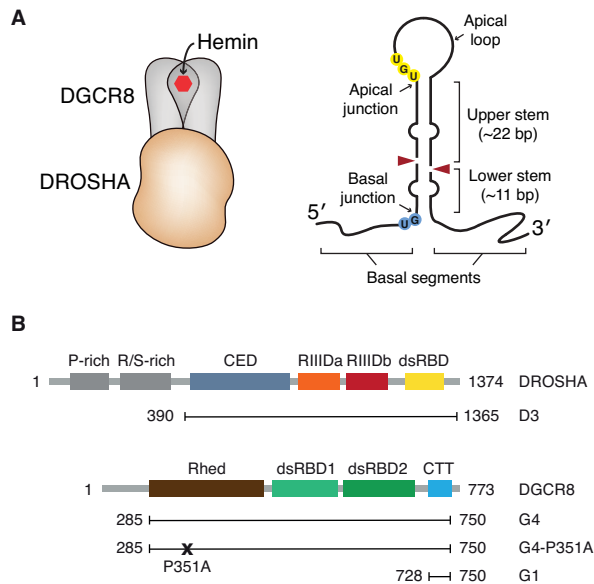 A
Hemin
DGCR8
DROSHA
Apical
loop
U
G
U
Apical
junction
Upper stem
(~22 bp)
Basal
junction
Lower stem
(~11 bp)
5′
U G
3′
Basal segments
B
P-rich R/S-rich CED RIIIDa RIIIDb dsRBD
1 1374 DROSHA
390 1365 D3
Rhed dsRBD1 dsRBD2 CTT
1 773 DGCR8
285 750 G4
285 x 750 G4-P351A
P351A
728 750 G1